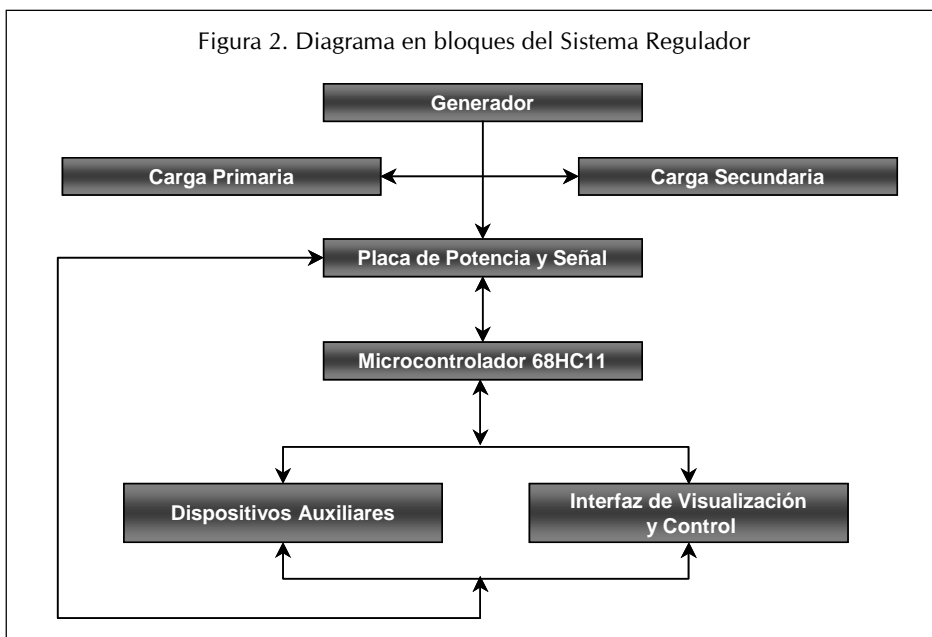 Figura 2. Diagrama en bloques del Sistema Regulador
Generador
Carga Primaria
Carga Secundaria
Placa de Potencia y Señal
Microcontrolador 68HC11
Dispositivos Auxiliares
Interfaz de Visualización
y Control